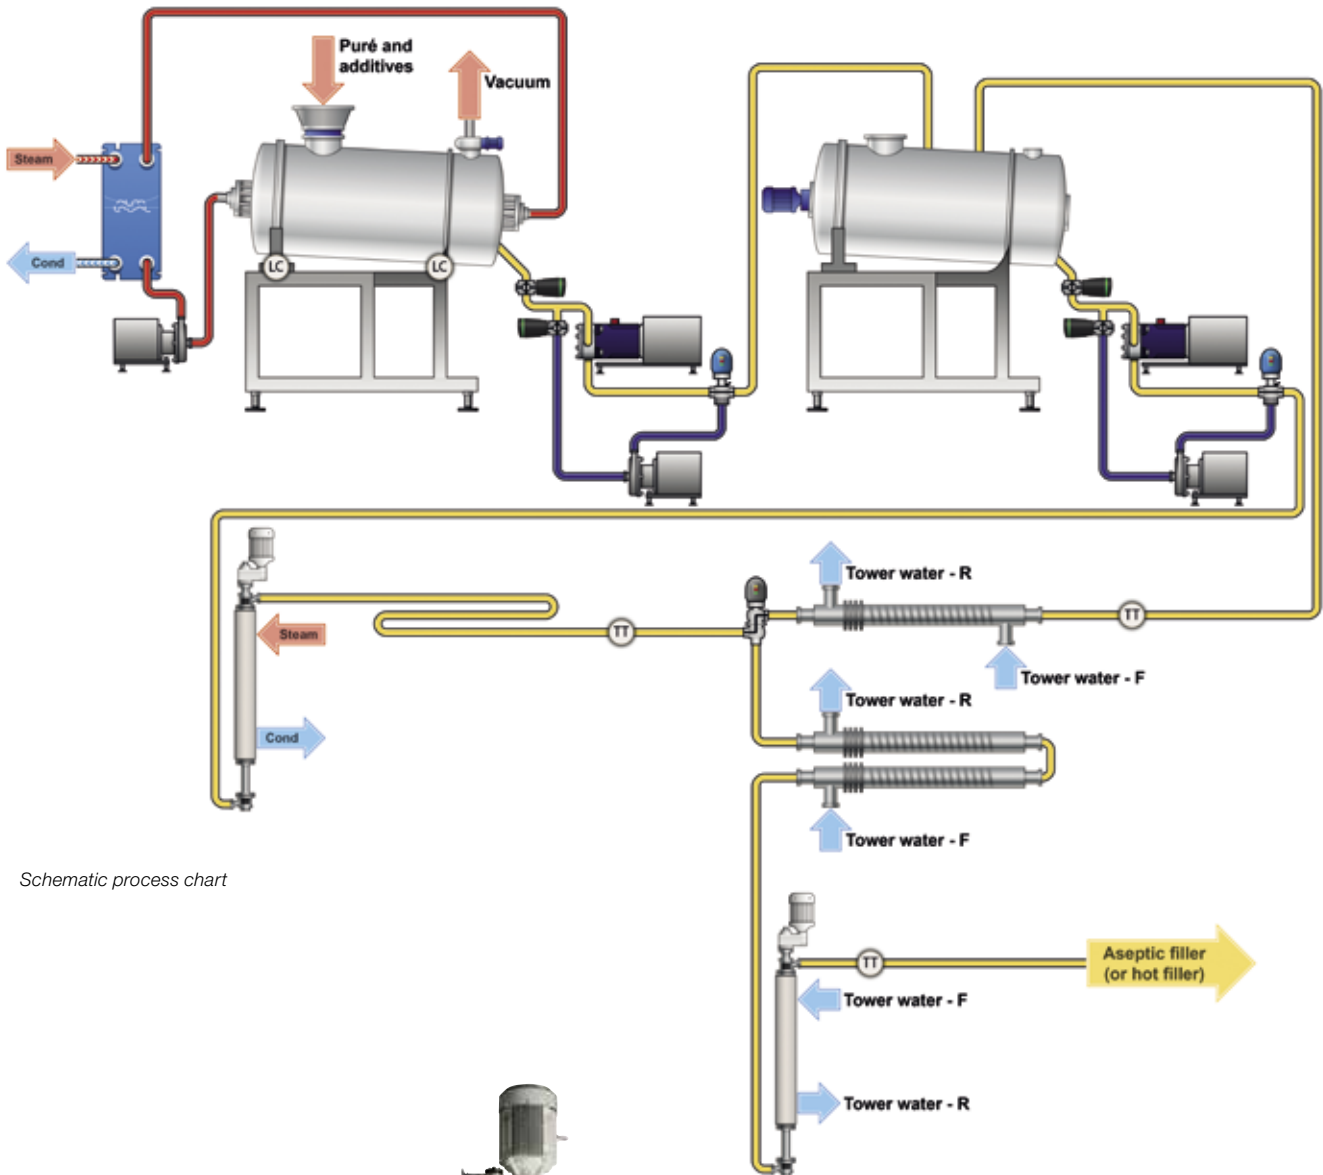 Puré and
additives
Vacuum
Steam
Cond
LC
LC
Tower water - R
Steam
TT
TT
Tower water - F
Tower water - R
Cond
Tower water - F
Schematic process chart
TT
Aseptic filler
(or hot filler)
Tower water - F
Tower water - R